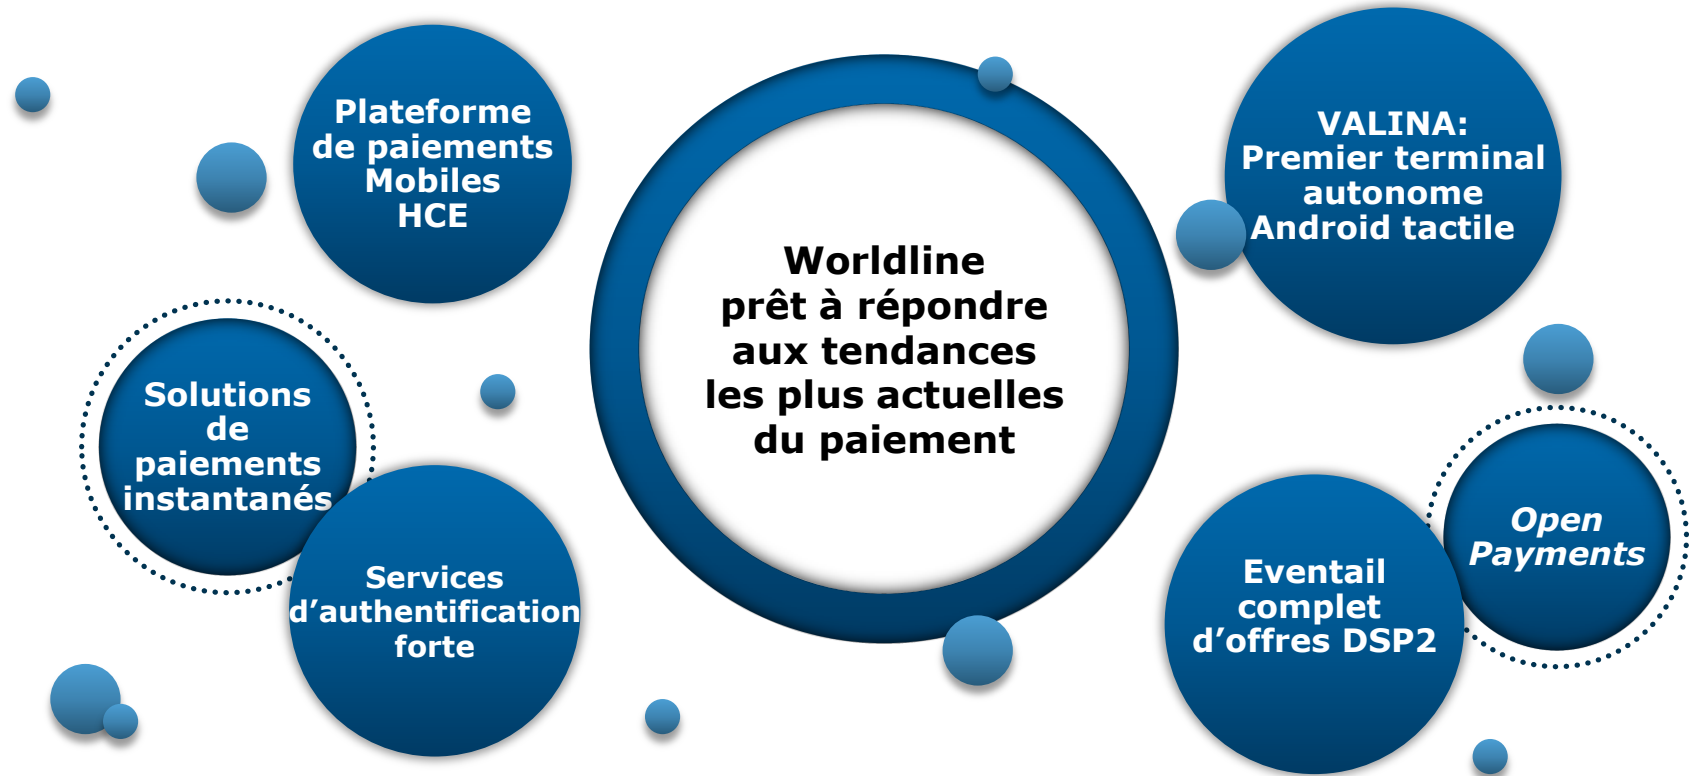 Plateforme
de paiements
Mobiles
HCE
Solutions
de
paiements
instantanés
Services
d’authentification
forte
Worldline
prêt à répondre
aux tendances
les plus actuelles
du paiement
VALINA:
Premier terminal
autonome
Android tactile
Eventail
complet
d’offres DSP2
Open
Payments